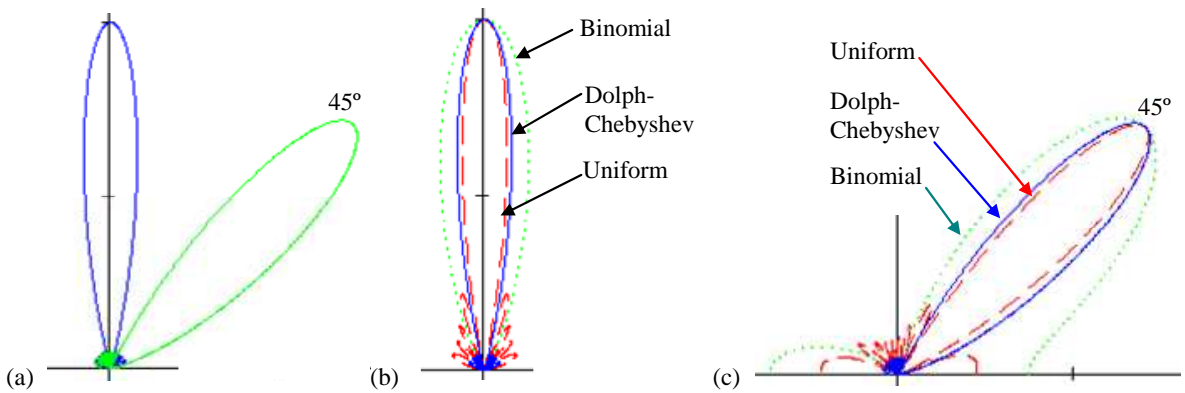 45º
(a)
Binomial
Dolph-
Chebyshev
Uniform
(b)
Uniform
Dolph-
Chebyshev
Binomial
45º
(c)